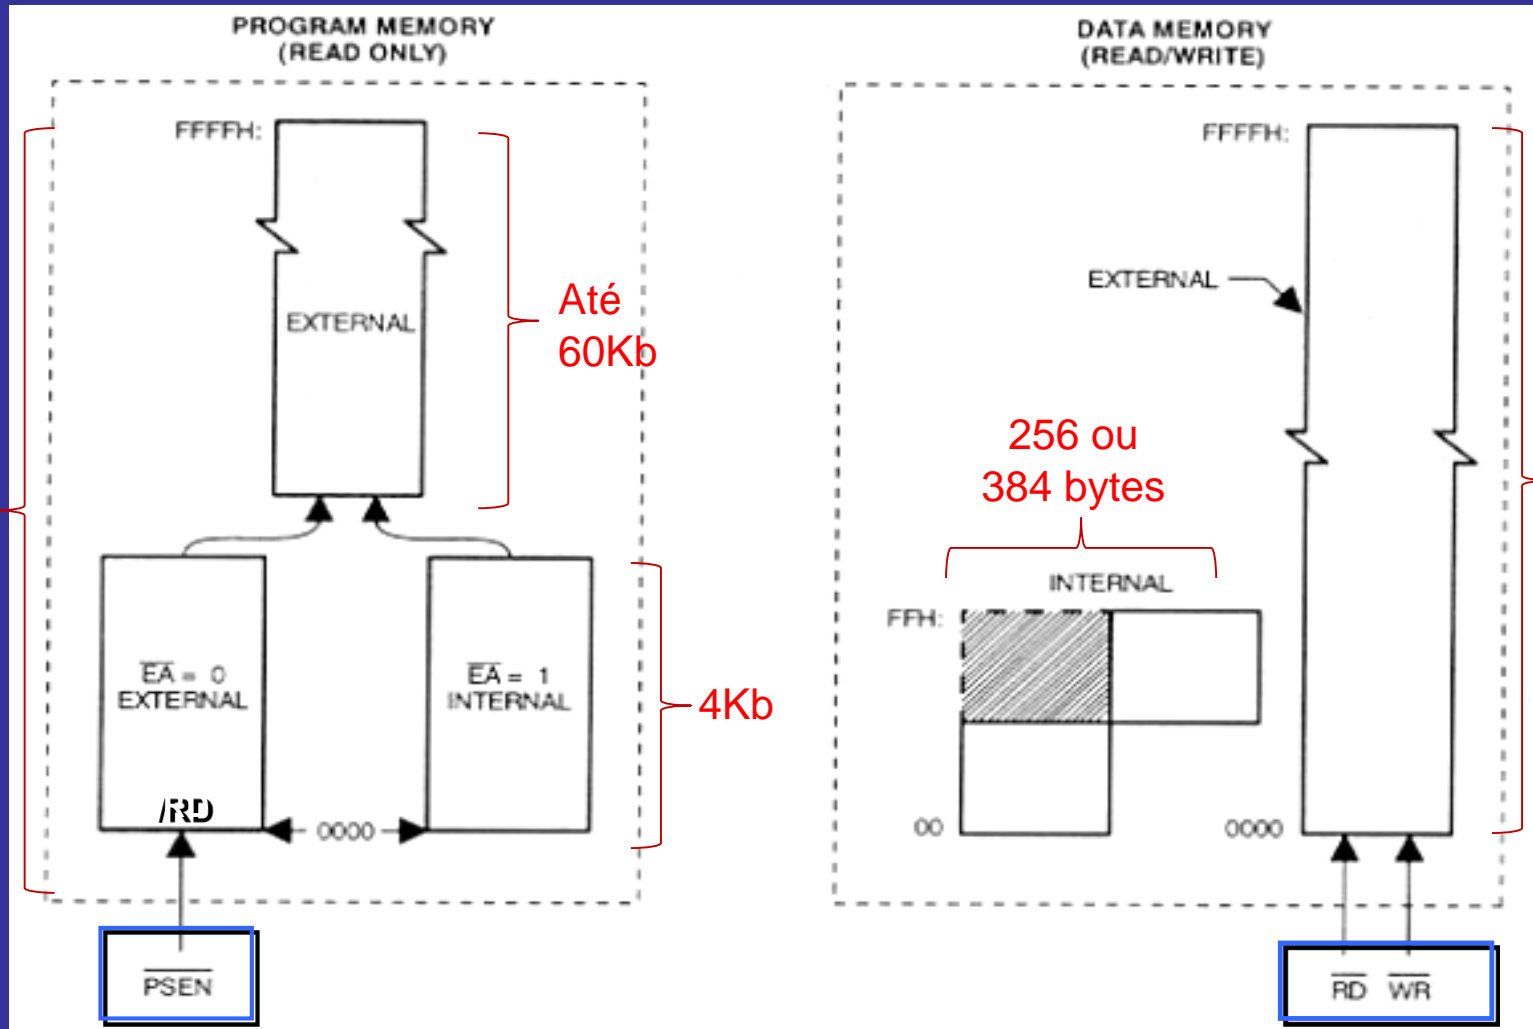 PROGRAM MEMORY
(READ ONLY)
FFFFH:
EXTERNAL
Até
60Kb
EA = 0
EXTERNAL
/RD
0000
EA = 1
INTERNAL
4Kb
PSEN
DATA MEMORY
(READ/WRITE)
FFFFH:
EXTERNAL
256 ou
384 bytes
INTERNAL
FFH:
00
0000
RD WR